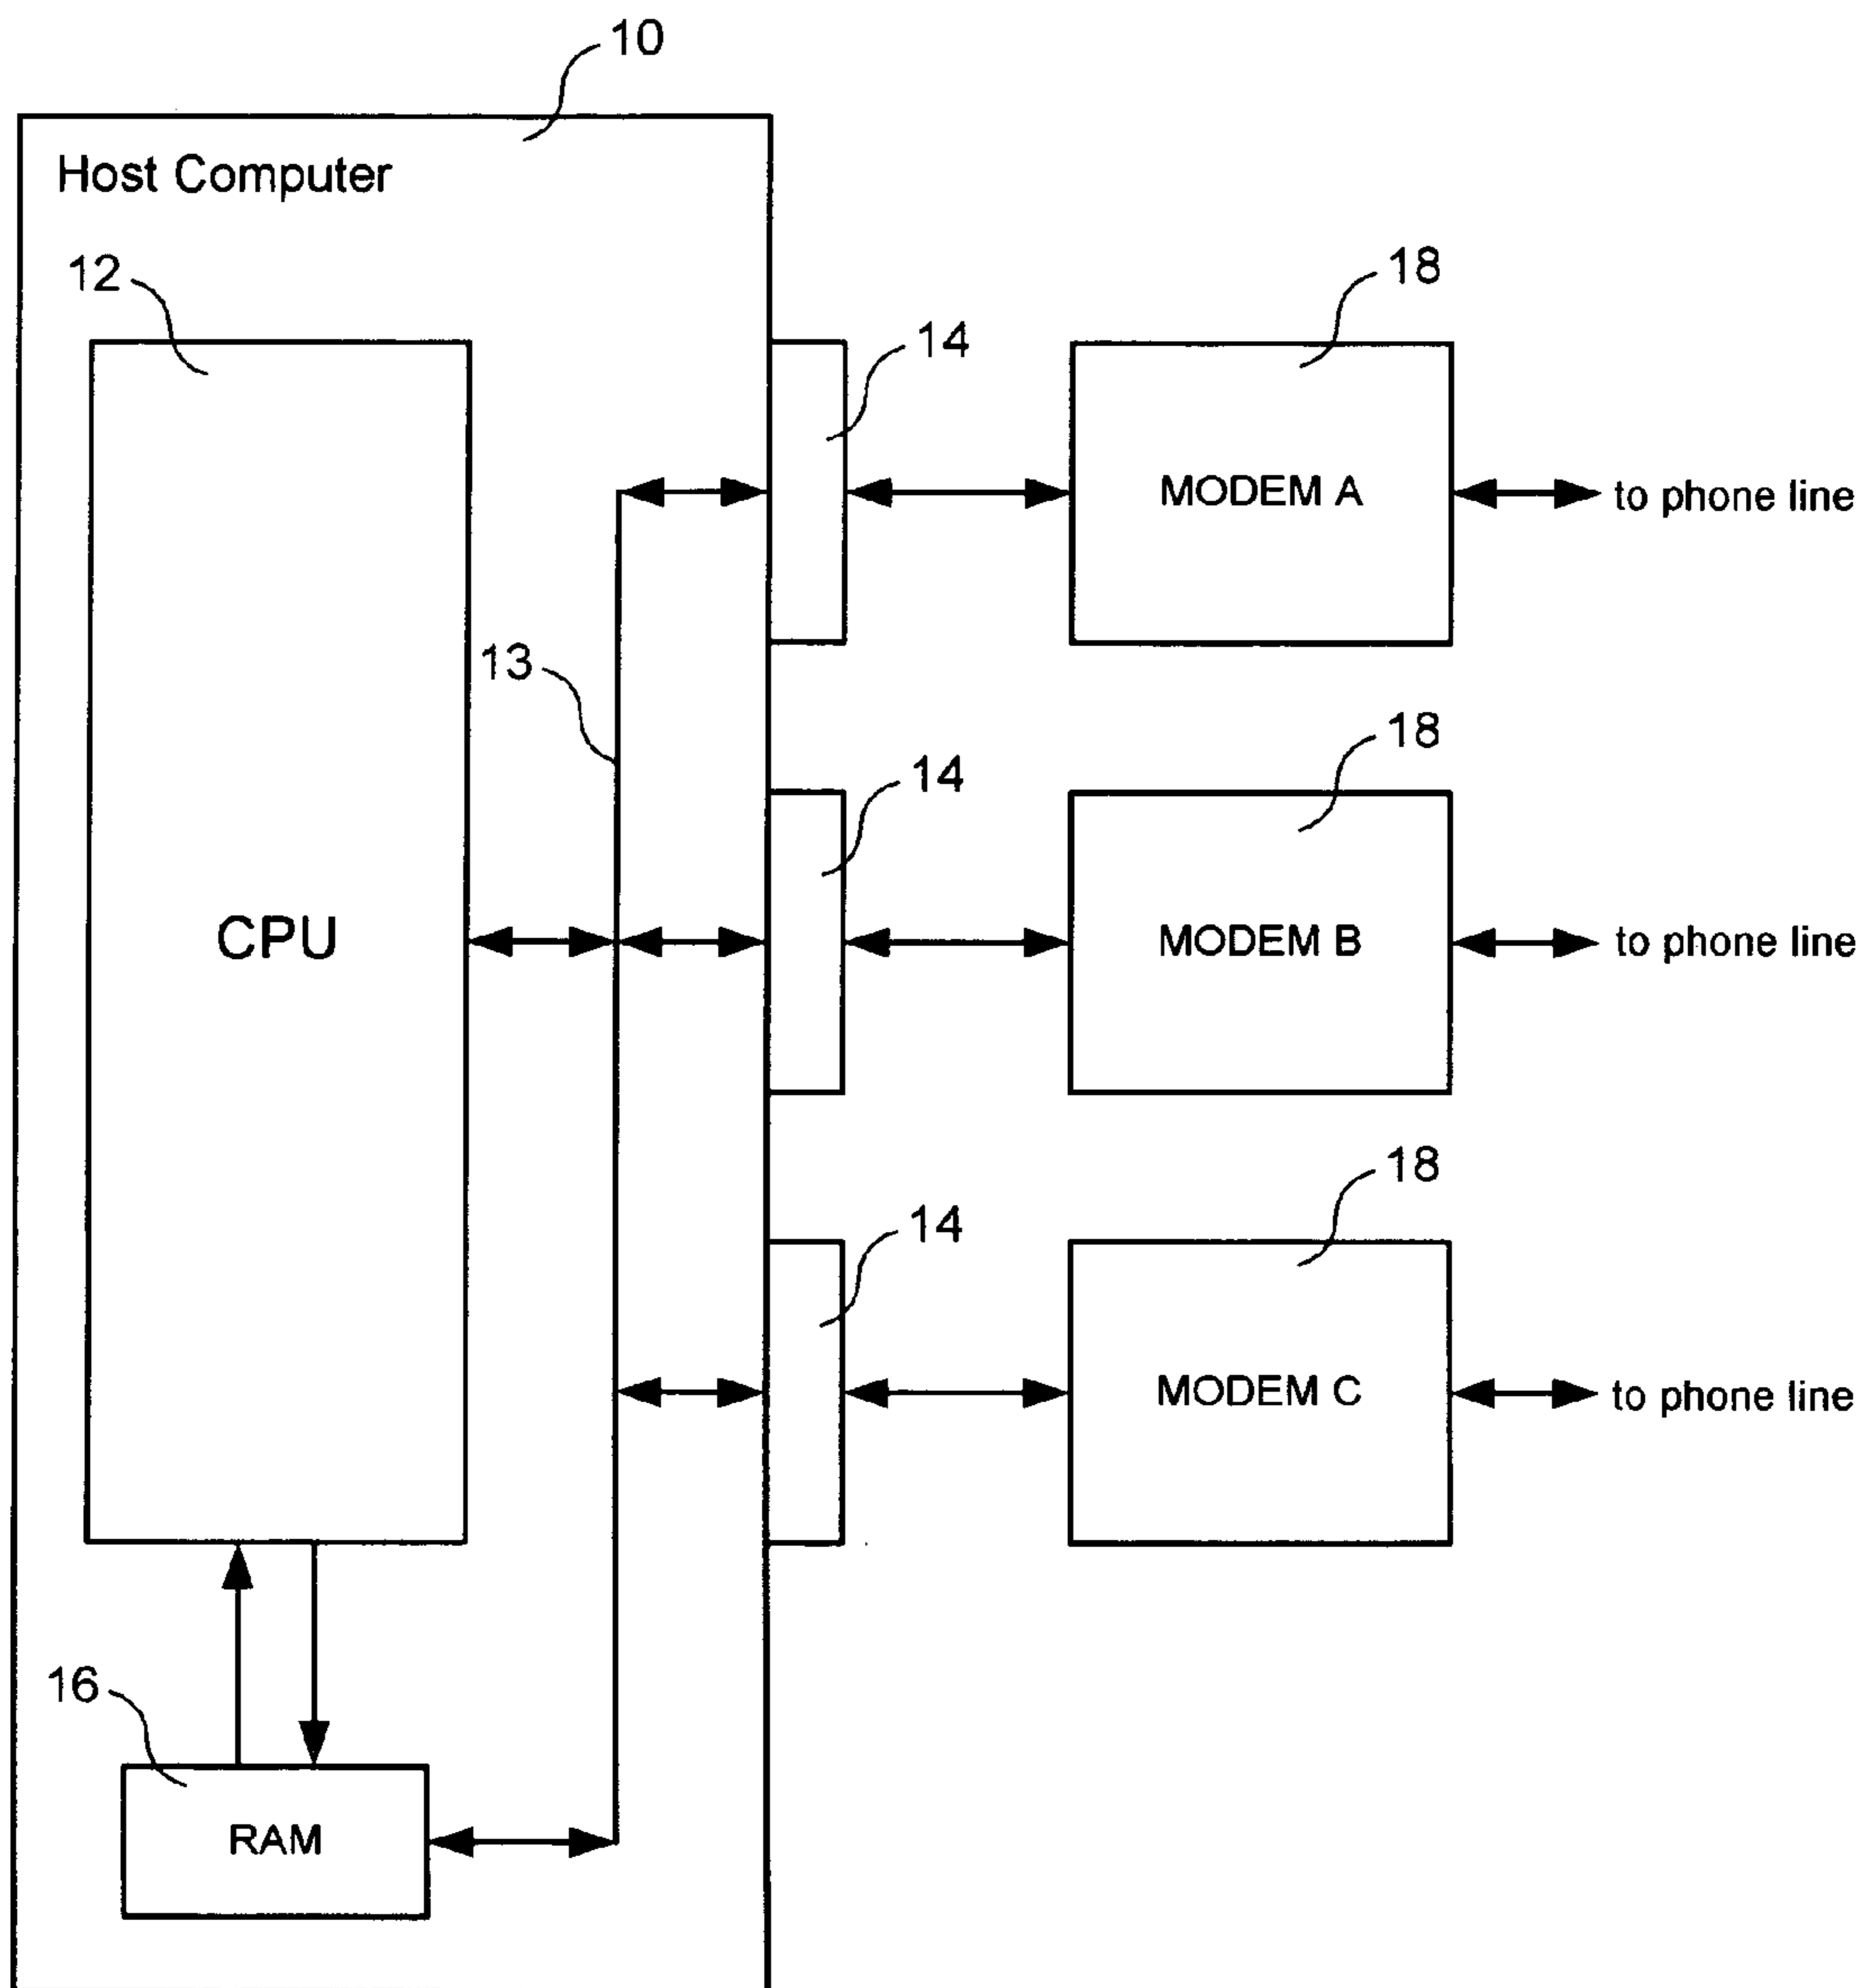 10
Host Computer
12
18
14
MODEM A
to phone line
13
18
14
CPU
MODEM B
to phone line
18
14
MODEM C
to phone line
16
RAM